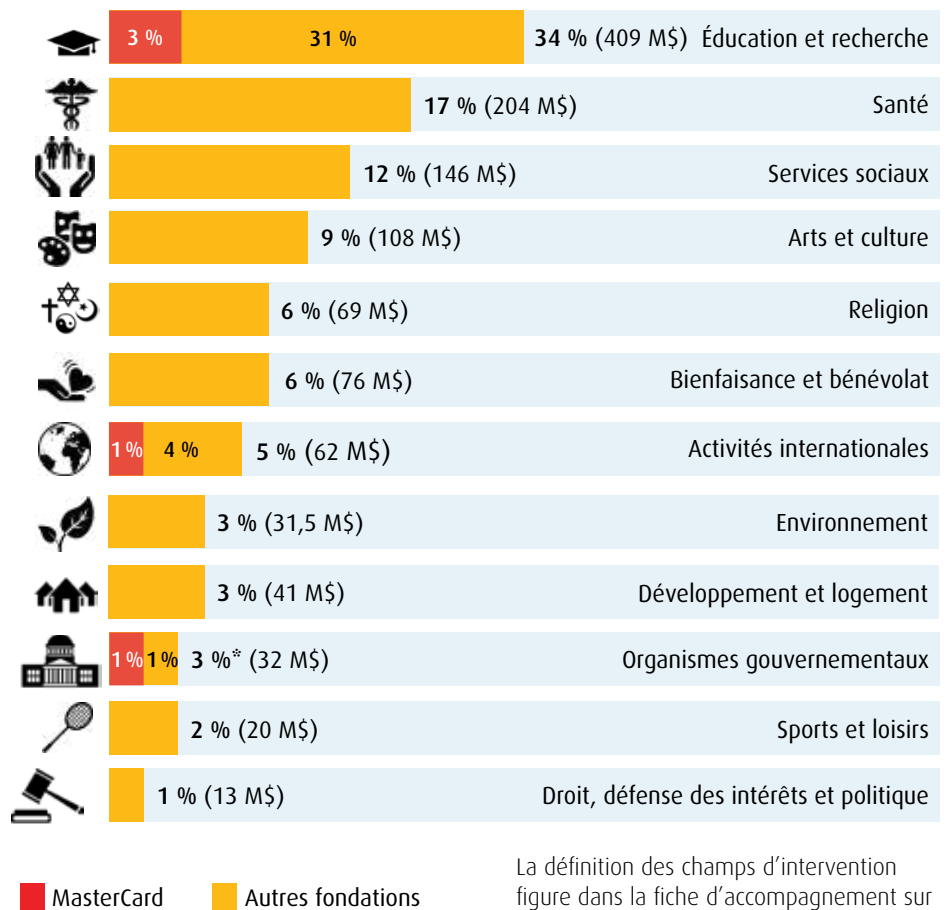 3 % 31 % 34 % (409 M$) Éducation et recherche
17 % (204 M$) Santé
12 % (146 M$) Services sociaux
9 % (108 M$) Arts et culture
6 % (69 M$) Religion
6 % (76 M$) Bienfaisance et bénévolat
1 % 4 % 5 % (62 M$) Activités internationales
3 % (31,5 M$) Environnement
3 % (41 M$) Développement et logement
1 % 1 % 3 %* (32 M$) Organismes gouvernementaux
2 % (20 M$) Sports et loisirs
1 % (13 M$) Droit, défense des intérêts et politique
MasterCard Autres fondations
La définition des champs d'intervention
figure dans la fiche d'accompagnement sur